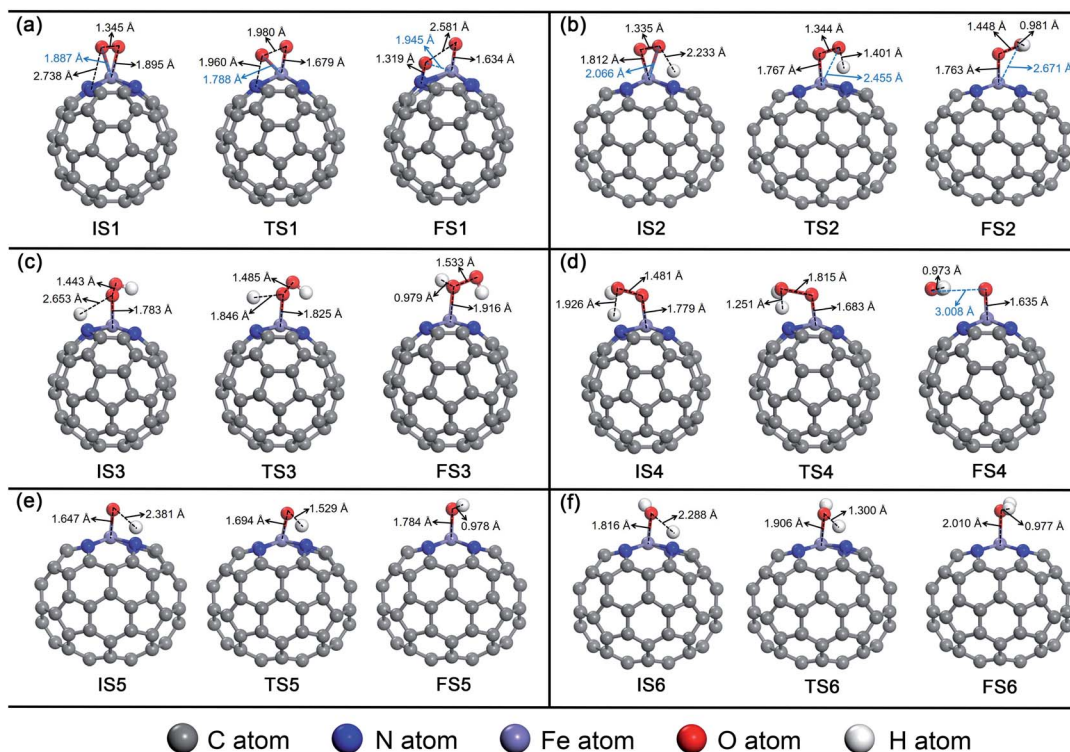 (a)
1.345 Å
1.887 Å
2.738 Å
1.895 Å
IS1
1.980 Å
1.960 Å
1.788 Å
1.679 Å
TS1
2.581 Å
1.945 Å
1.319 Å
1.634 Å
FS1
(b)
1.335 Å
1.812 Å
2.233 Å
2.066 Å
IS2
1.344 Å
1.401 Å
1.767 Å
2.455 Å
TS2
1.448 Å
0.981 Å
1.763 Å
2.671 Å
FS2
(c)
1.443 Å
2.653 Å
1.783 Å
IS3
1.485 Å
1.846 Å
1.825 Å
TS3
1.533 Å
0.979 Å
1.916 Å
FS3
(d)
1.481 Å
1.926 Å
1.779 Å
IS4
1.815 Å
1.251 Å
1.683 Å
TS4
0.973 Å
3.008 Å
1.635 Å
FS4
(e)
2.381 Å
1.647 Å
IS5
1.529 Å
1.694 Å
TS5
1.784 Å
0.978 Å
FS5
(f)
2.288 Å
1.816 Å
IS6
1.300 Å
1.906 Å
TS6
2.010 Å
0.977 Å
FS6
C atom
N atom
Fe atom
O atom
H atom